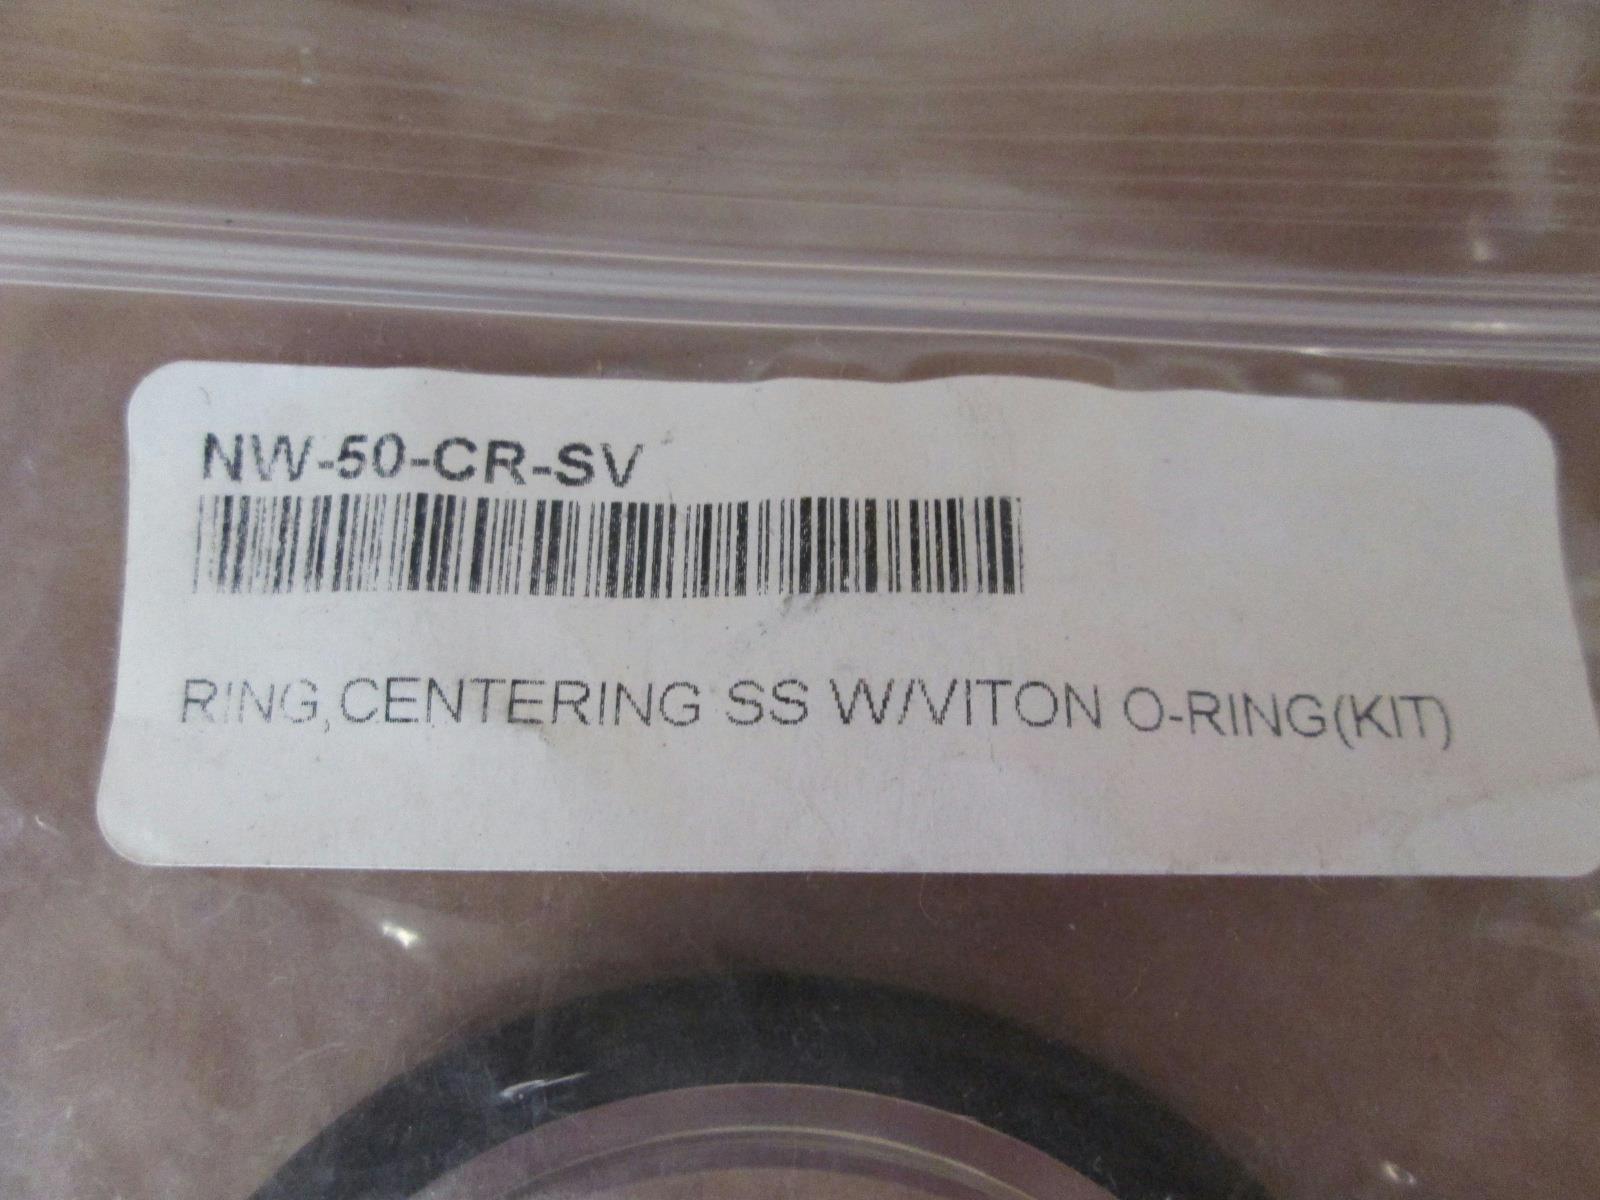 NW-50-CR-SV
RING,CENTERING SS W/VITON O-RING(KIT)